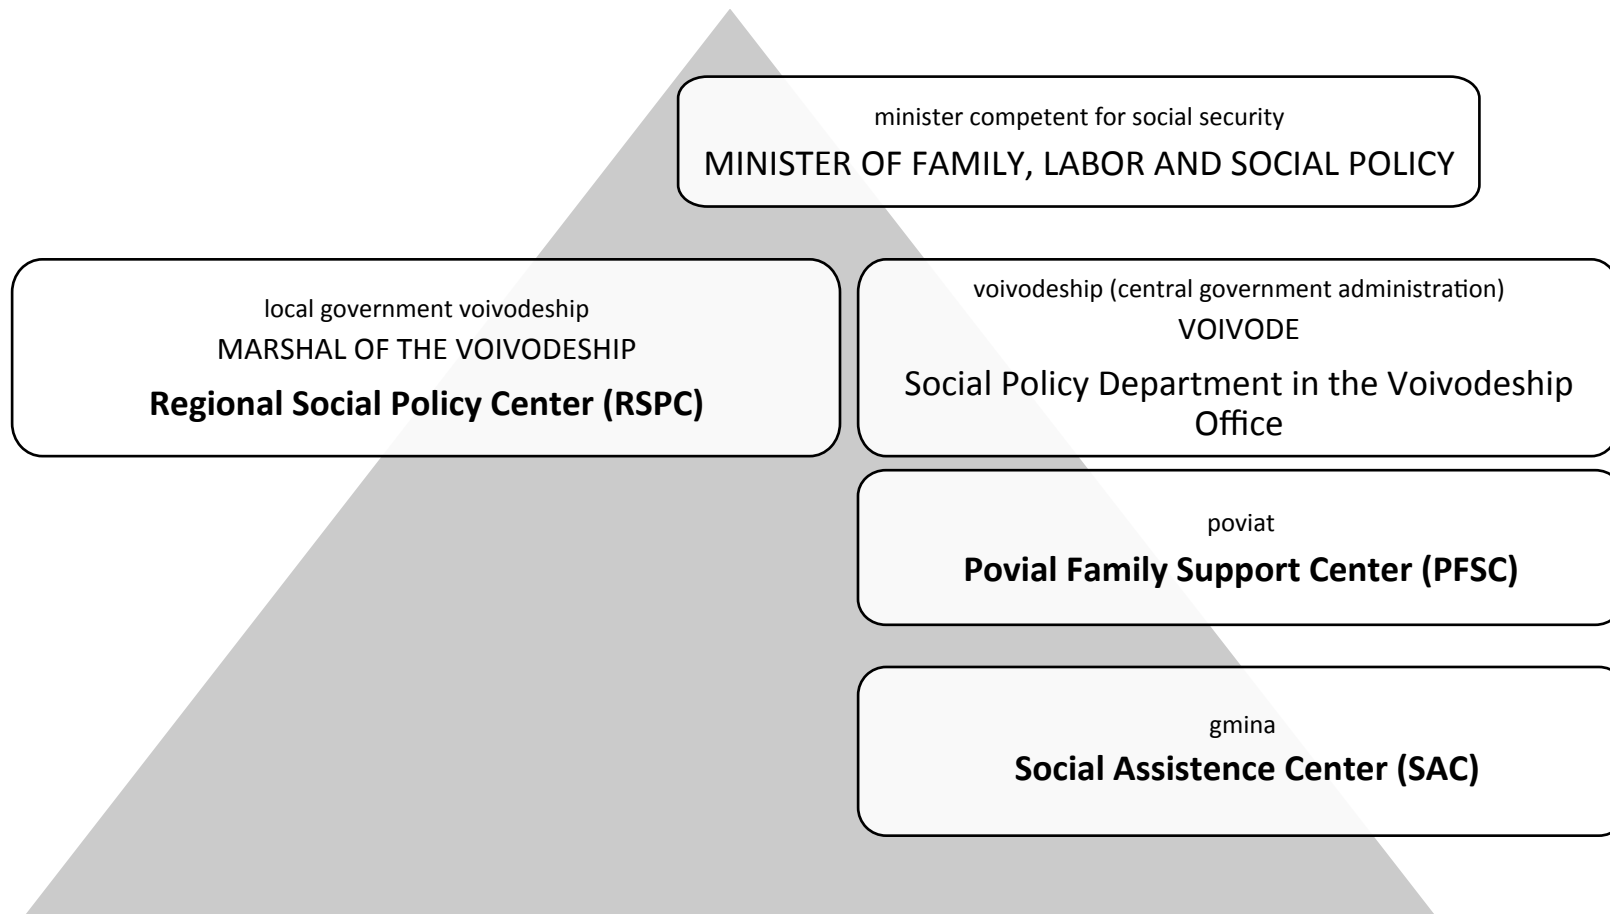 minister competent for social security
MINISTER OF FAMILY, LABOR AND SOCIAL POLICY
local government voivodeship
MARSHAL OF THE VOIVODESHIP
Regional Social Policy Center (RSPC)
voivodeship (central government administration)
VOIVODE
Social Policy Department in the Voivodeship
Office
poviat
Povial Family Support Center (PFSC)
gmina
Social Assistence Center (SAC)